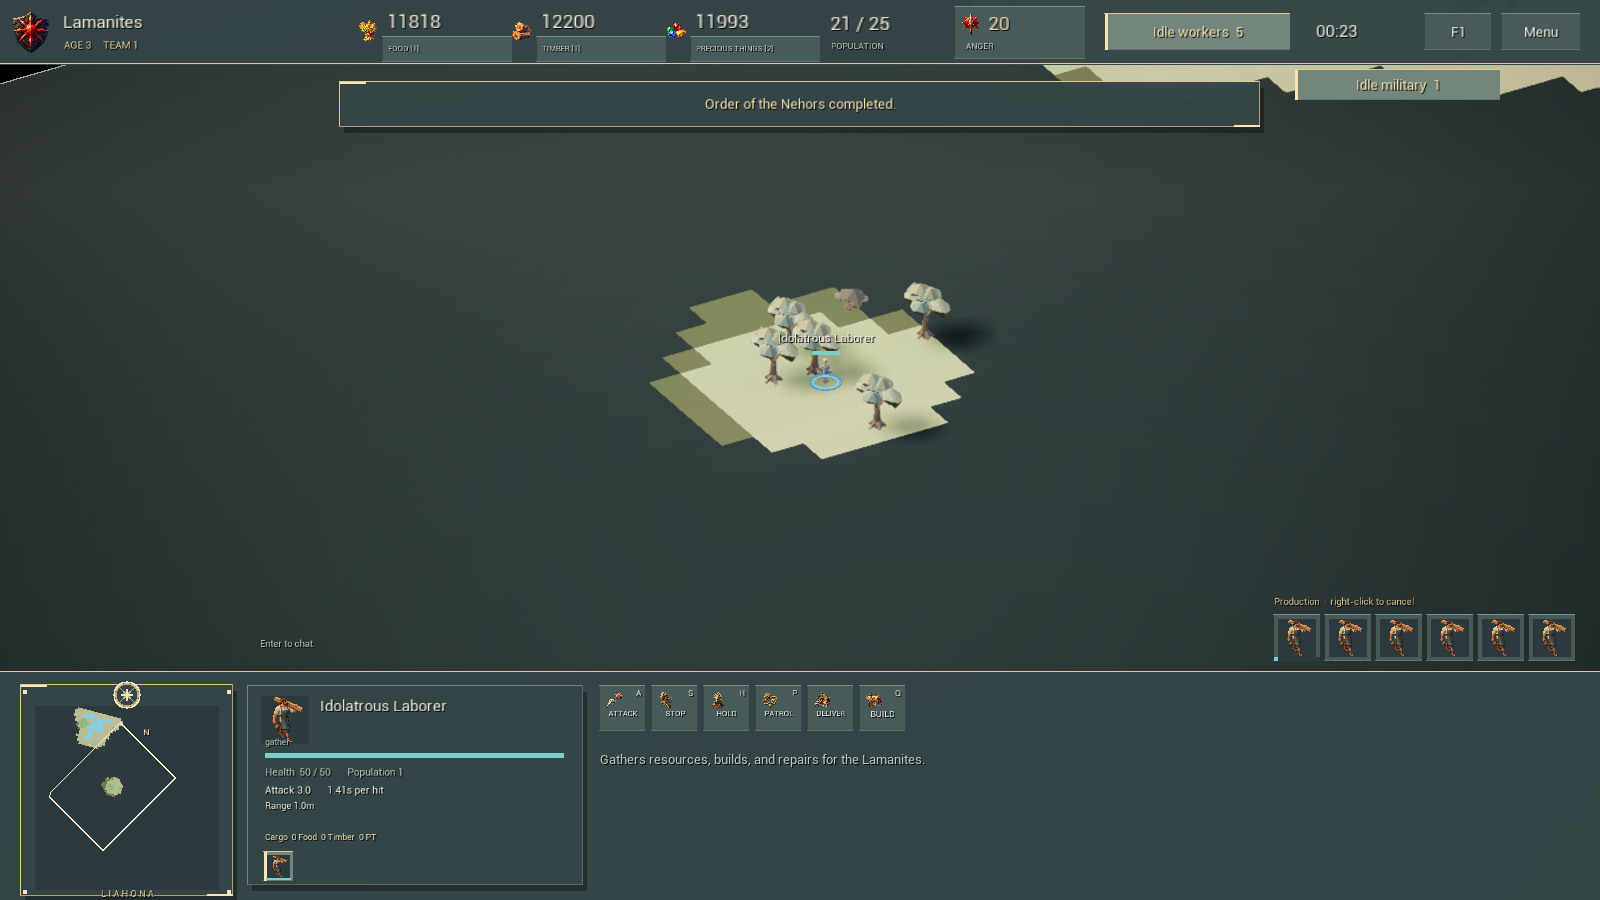 Lamanites
AGE 3 TEAM 1
11818
FOOD [1]
12200
TIMBER [1]
11993
PRECIOUS THINGS [2]
21 / 25
POPULATION
20
ANGER
Idle workers 5
00:23
F1
Menu
Idle military 1
Order of the Nehors completed.
Idolatrous Laborer
Production · right-click to cancel
Enter to chat
N
LIAHONA
Idolatrous Laborer
gather
Health 50 / 50 Population 1
Attack 3.0 1.41s per hit
Range 1.0m
Cargo 0 Food 0 Timber 0 PT
A
ATTACK
S
STOP
H
HOLD
P
PATROL
DELIVER
Q
BUILD
Gathers resources, builds, and repairs for the Lamanites.